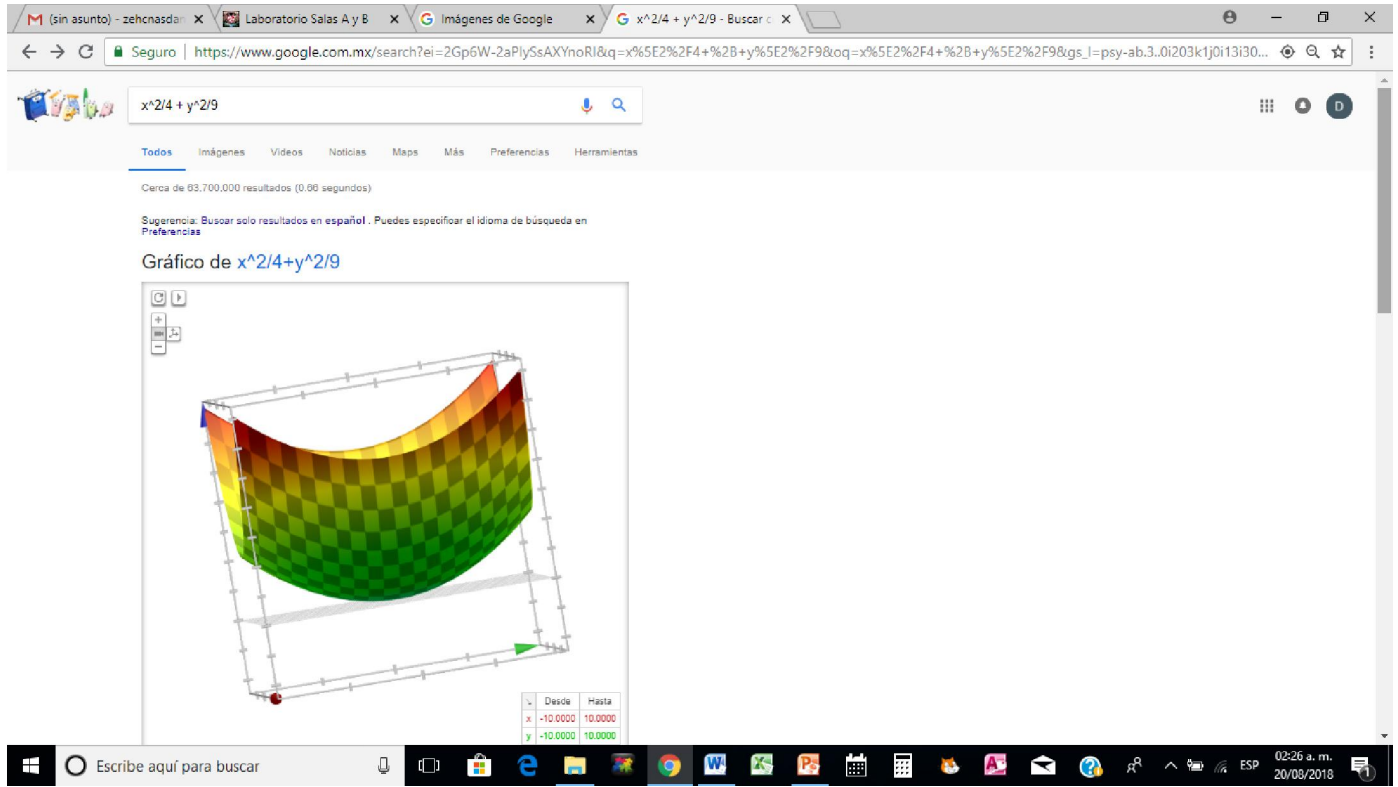 (sin asunto) - zehcnasdan
Laboratorio Salas A y B
Imágenes de Google
x^2/4 + y^2/9 - Buscar c
Seguro | https://www.google.com.mx/search?ei=2Gp6W-2aPlySsAXYnoRI&q=x%5E2%2F4+%2B+y%5E2%2F9&oq=x%5E2%2F4+%2B+y%5E2%2F9&gs_l=psy-ab.3..0i203k1j0i13i30...
x^2/4 + y^2/9
D
Todos Imágenes Videos Noticias Maps Más Preferencias Herramientas
Cerca de 63,700,000 resultados (0.66 segundos)
Sugerencia: Buscar solo resultados en español . Puedes especificar el idioma de búsqueda en
Preferencias
Gráfico de x^2/4+y^2/9
Desde Hasta
x -10.0000 10.0000
y -10.0000 10.0000
Escribe aquí para buscar
ESP
02:26 a. m.
20/08/2018
1